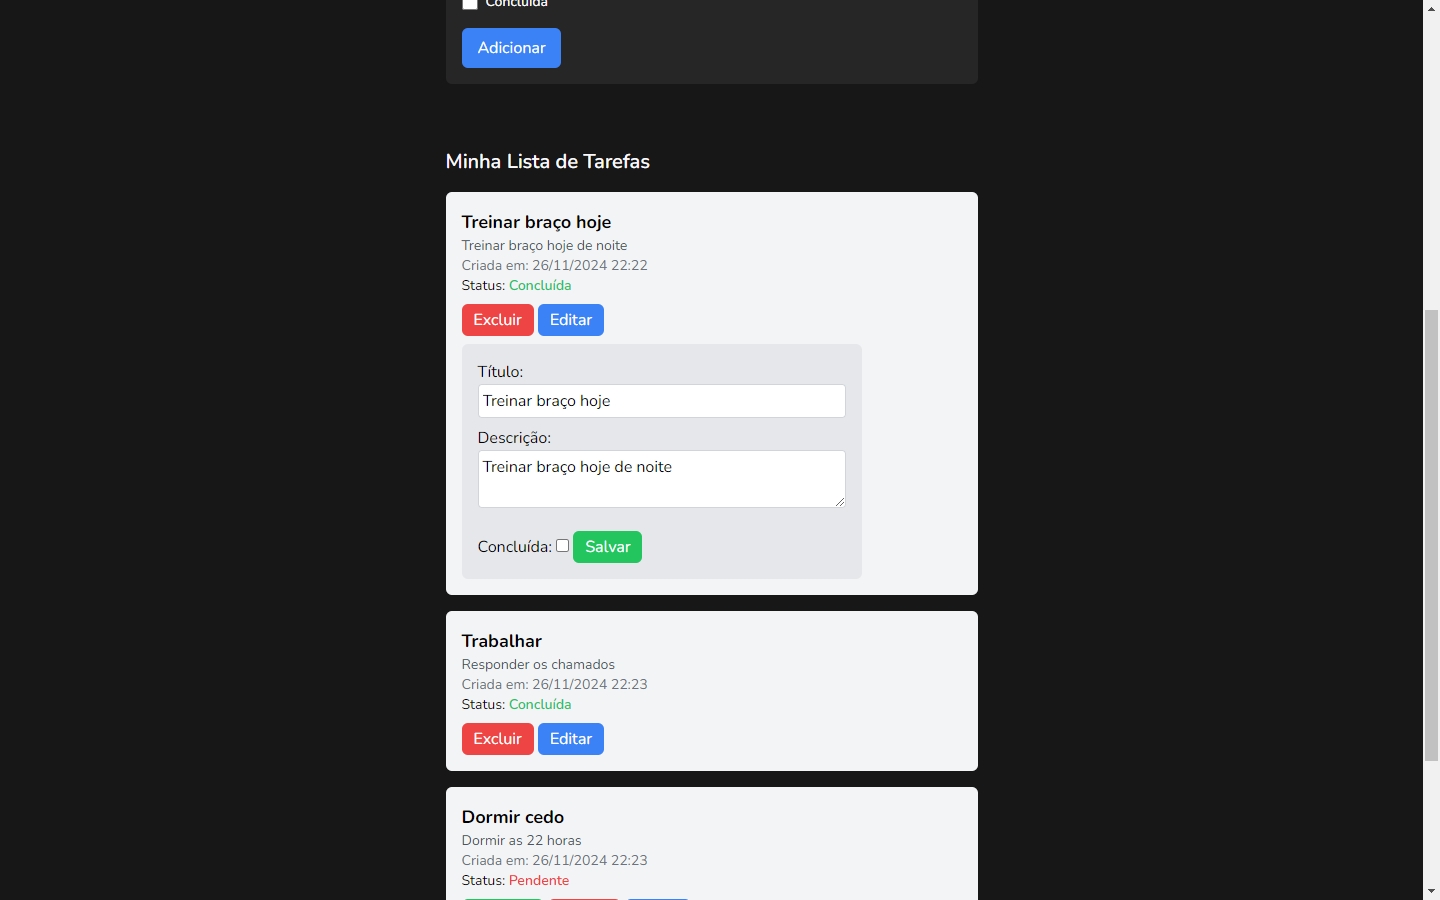 Concluída
Adicionar
Minha Lista de Tarefas
Treinar braço hoje
Treinar braço hoje de noite
Criada em: 26/11/2024 22:22
Status: Concluída
Excluir Editar
Título:
Treinar braço hoje
Descrição:
Treinar braço hoje de noite
Concluída: Salvar
Trabalhar
Responder os chamados
Criada em: 26/11/2024 22:23
Status: Concluída
Excluir Editar
Dormir cedo
Dormir as 22 horas
Criada em: 26/11/2024 22:23
Status: Pendente